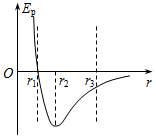 Eₚ
O r₁ r₂ r₃ r